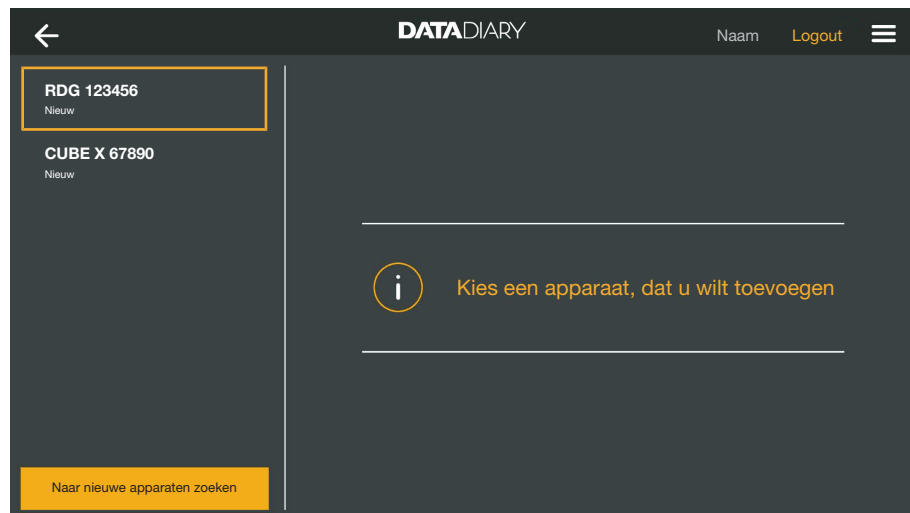 DATADIARY
Naam
Logout
RDG 123456
Nieuw
CUBE X 67890
Nieuw
i
Kies een apparaat, dat u wilt toevoegen
Naar nieuwe apparaten zoeken